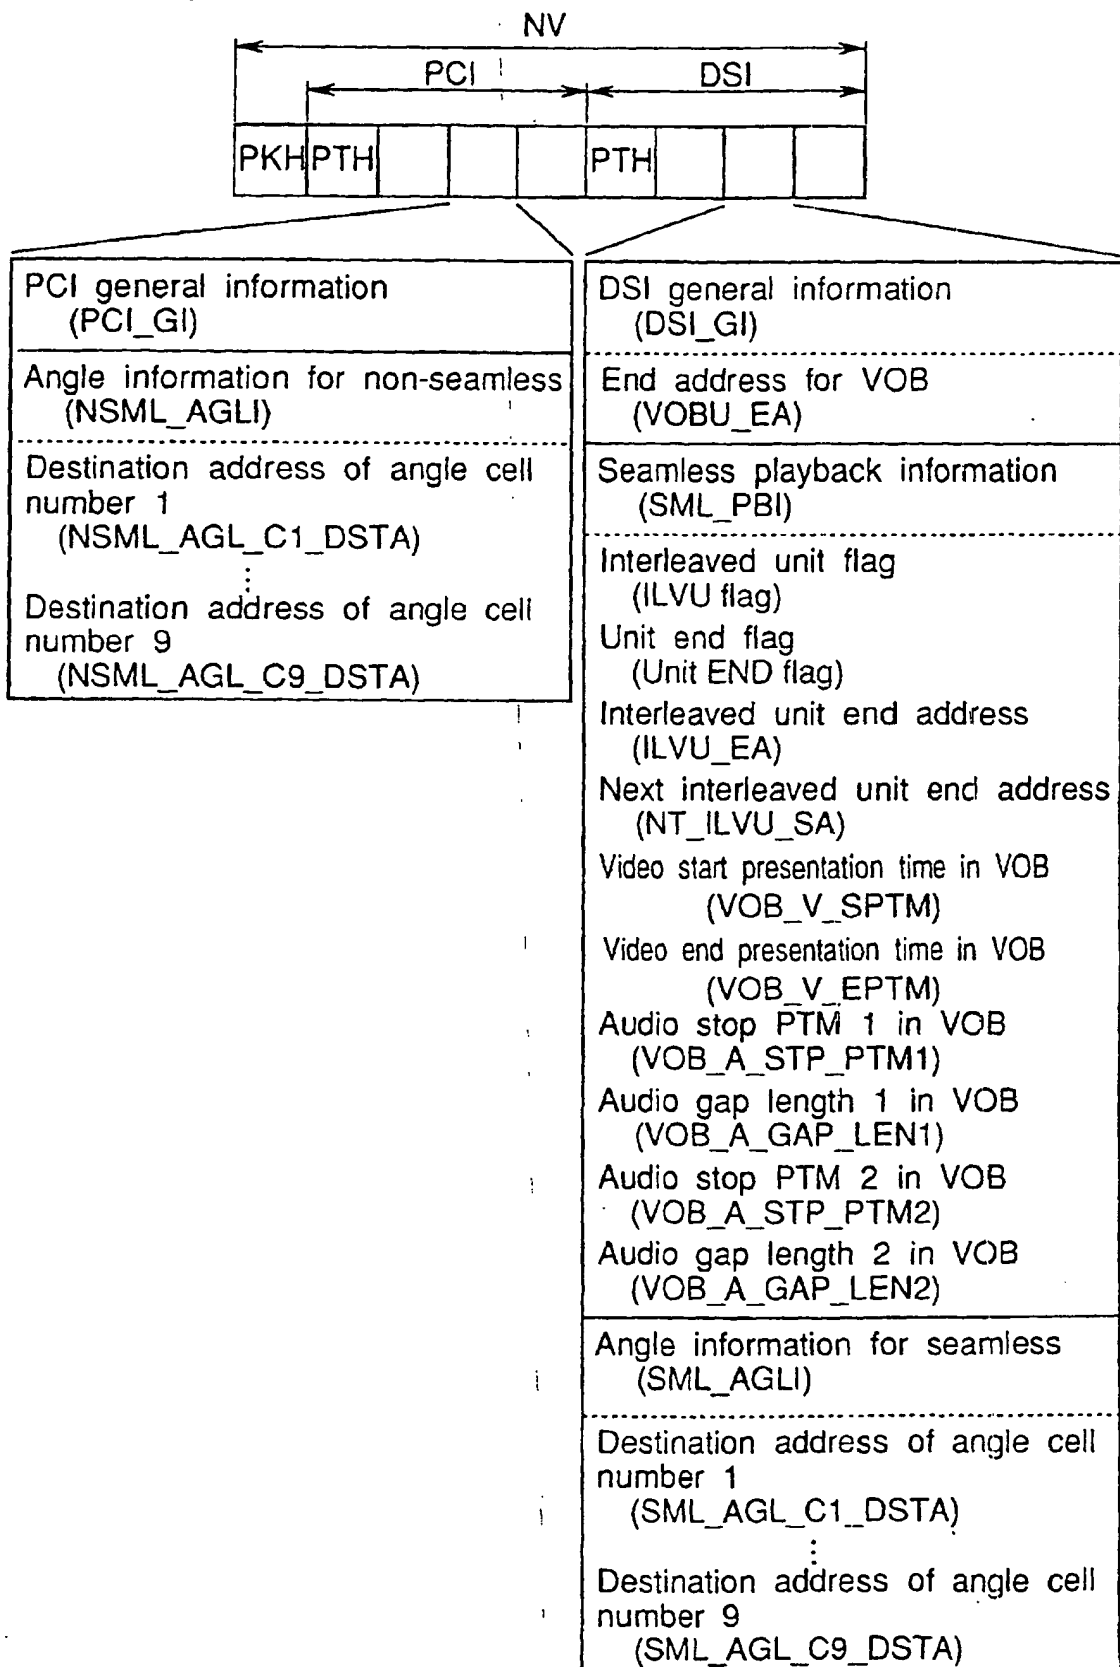 NV
PCI
DSI
PKH
PTH
PTH
PCI general information
(PCI_GI)
Angle information for non-seamless
(NSML_AGLI)
Destination address of angle cell
number 1
(NSML_AGL_C1_DSTA)
Destination address of angle cell
number 9
(NSML_AGL_C9_DSTA)
DSI general information
(DSI_GI)
End address for VOB
(VOBU_EA)
Seamless playback information
(SML_PBI)
Interleaved unit flag
(ILVU flag)
Unit end flag
(Unit END flag)
Interleaved unit end address
(ILVU_EA)
Next interleaved unit end address
(NT_ILVU_SA)
Video start presentation time in VOB
(VOB_V_SPTM)
Video end presentation time in VOB
(VOB_V_EPTM)
Audio stop PTM 1 in VOB
(VOB_A_STP_PTM1)
Audio gap length 1 in VOB
(VOB_A_GAP_LEN1)
Audio stop PTM 2 in VOB
(VOB_A_STP_PTM2)
Audio gap length 2 in VOB
(VOB_A_GAP_LEN2)
Angle information for seamless
(SML_AGLI)
Destination address of angle cell
number 1
(SML_AGL_C1_DSTA)
Destination address of angle cell
number 9
(SML_AGL_C9_DSTA)